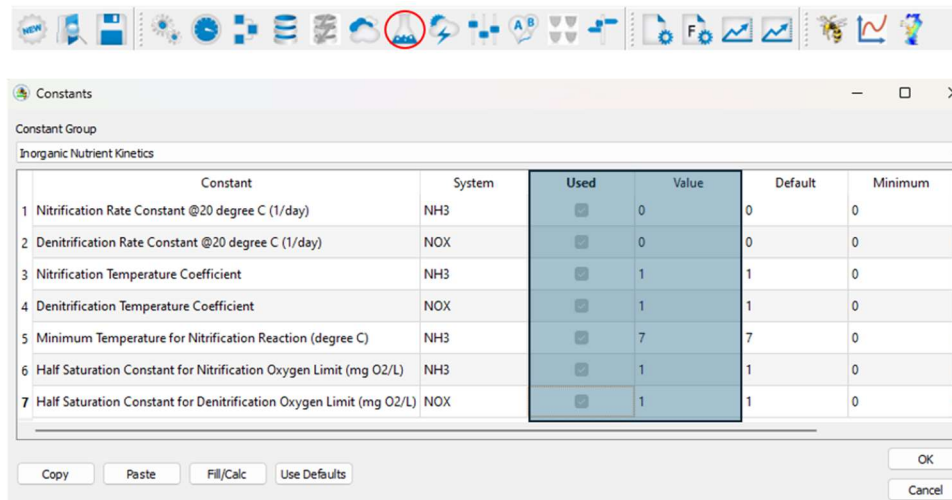 NEW
A B
F
Constants
Constant Group
Inorganic Nutrient Kinetics
Constant System Used Value Default Minimum
1 Nitrification Rate Constant @20 degree C (1/day) NH3 0 0 0
2 Denitrification Rate Constant @20 degree C (1/day) NOX 0 0 0
3 Nitrification Temperature Coefficient NH3 1 1 0
4 Denitrification Temperature Coefficient NOX 1 1 0
5 Minimum Temperature for Nitrification Reaction (degree C) NH3 7 7 0
6 Half Saturation Constant for Nitrification Oxygen Limit (mg O2/L) NH3 1 1 0
7 Half Saturation Constant for Denitrification Oxygen Limit (mg O2/L) NOX 1 1 0
Copy Paste Fill/Calc Use Defaults OK
Cancel